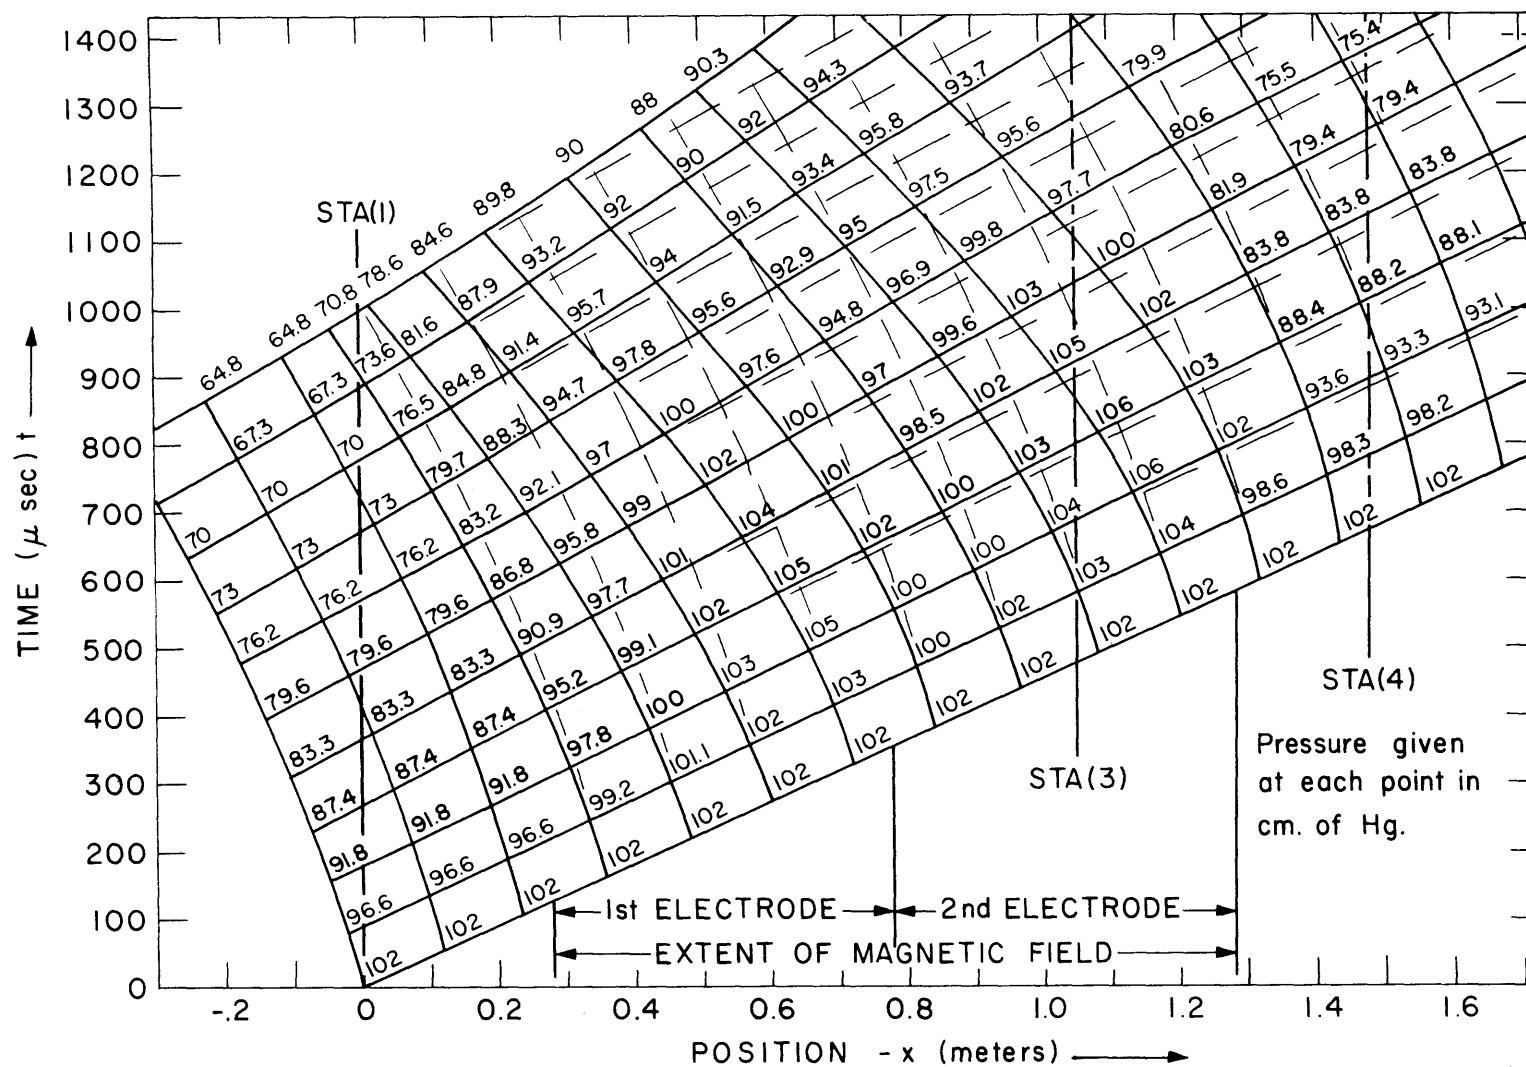 TIME (μ sec) t
1400
1300
1200
1100
1000
900
800
700
600
500
400
300
200
100
0
STA(1)
64.8 64.8 70.8 78.6 84.6 89.8 90 88 90.3
67.3 67.3 73.6 81.6 87.9 93.2 92 90 92 94.3
70 70 76.5 84.8 91.4 95.7 94 91.5 93.4 95.8 93.7
73 73 79.7 88.3 94.7 97.8 95.6 92.9 95 97.5 95.6 79.9
73 76.2 83.2 92.1 97 100 97.6 94.8 96.9 99.8 97.7 80.6 75.5 75.4
76.2 76.2 79.6 86.8 95.8 99 102 100 97 99.6 103 100 81.9 79.4 79.4
79.6 79.6 83.3 90.9 97.7 101 104 101 98.5 102 105 102 83.8 83.8 83.8
83.3 83.3 87.4 95.2 99.1 102 105 102 100 103 106 103 88.4 88.2 88.1
87.4 87.4 91.8 97.8 100 103 105 100 100 104 106 102 93.6 93.3 93.1
91.8 91.8 96.6 99.2 101.1 102 103 100 102 103 104 98.6 98.3 98.2
96.6 96.6 102 102 102 102 102 102 102 102 102 102 102 102
102 102
STA(4)
STA(3)
Pressure given
at each point in
cm. of Hg.
1st ELECTRODE
2nd ELECTRODE
EXTENT OF MAGNETIC FIELD
-.2 0 0.2 0.4 0.6 0.8 1.0 1.2 1.4 1.6
POSITION - x (meters)